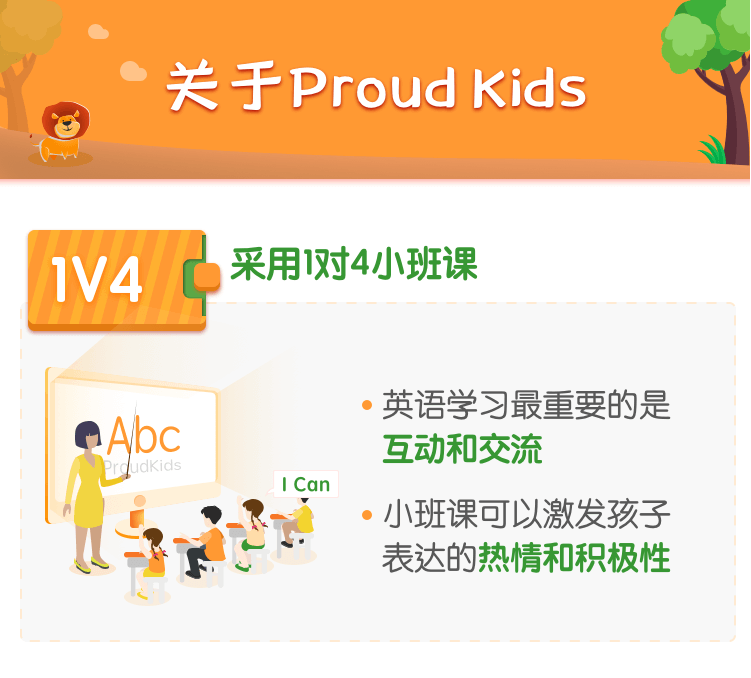 关于Proud Kids
1V4
采用1对4小班课
Abc
ProudKids
I Can
英语学习最重要的是
互动和交流
小班课可以激发孩子
表达的热情和积极性